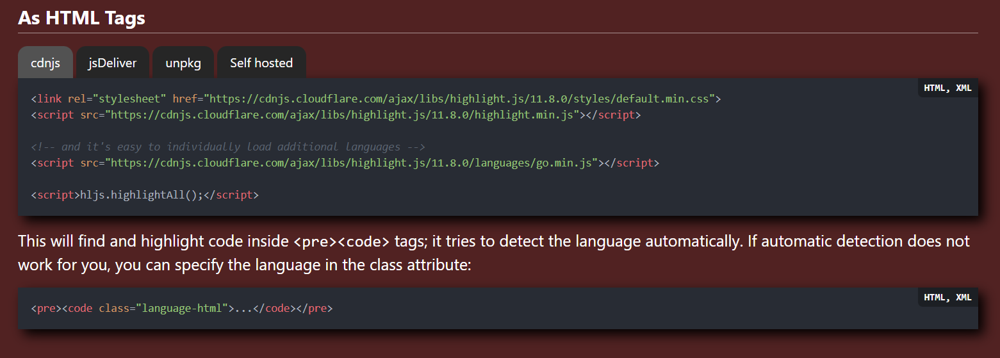 As HTML Tags
cdnjs jsDeliver unpkg Self hosted
HTML, XML
<link rel="stylesheet" href="https://cdnjs.cloudflare.com/ajax/libs/highlight.js/11.8.0/styles/default.min.css">
<script src="https://cdnjs.cloudflare.com/ajax/libs/highlight.js/11.8.0/highlight.min.js"></script>
<!-- and it's easy to individually load additional languages -->
<script src="https://cdnjs.cloudflare.com/ajax/libs/highlight.js/11.8.0/languages/go.min.js"></script>
<script>hljs.highlightAll();</script>
This will find and highlight code inside <pre><code> tags; it tries to detect the language automatically. If automatic detection does not
work for you, you can specify the language in the class attribute:
HTML, XML
<pre><code class="language-html">...</code></pre>